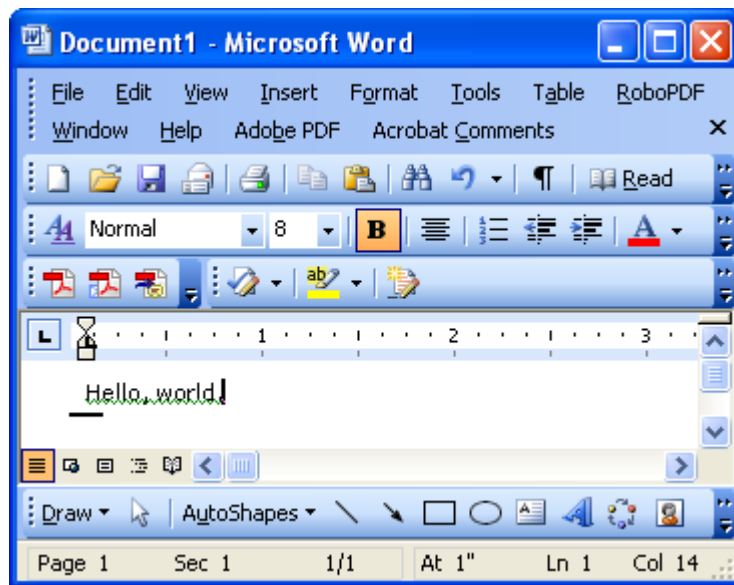 Document1 - Microsoft Word
File Edit View Insert Format Tools Table RoboPDF
Window Help Adobe PDF Acrobat Comments
Read
Normal 8 B A
ab
L 1 2 3
Hello, world.
Draw AutoShapes
Page 1 Sec 1 1/1 At 1" Ln 1 Col 14